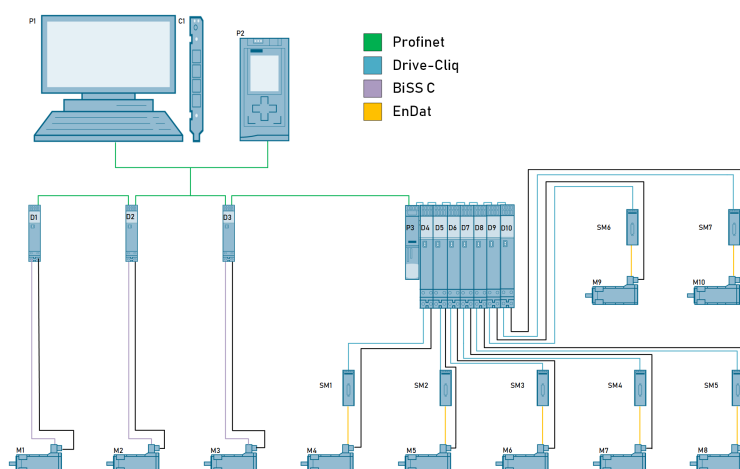 P1
C1
P2
Profinet
Drive-Cliq
BiSS C
EnDat
D1
D2
D3
P3
D4
D5
D6
D7
D8
D9
D10
SM6
SM7
M9
M10
SM1
SM2
SM3
SM4
SM5
M1
M2
M3
M4
M5
M6
M7
M8